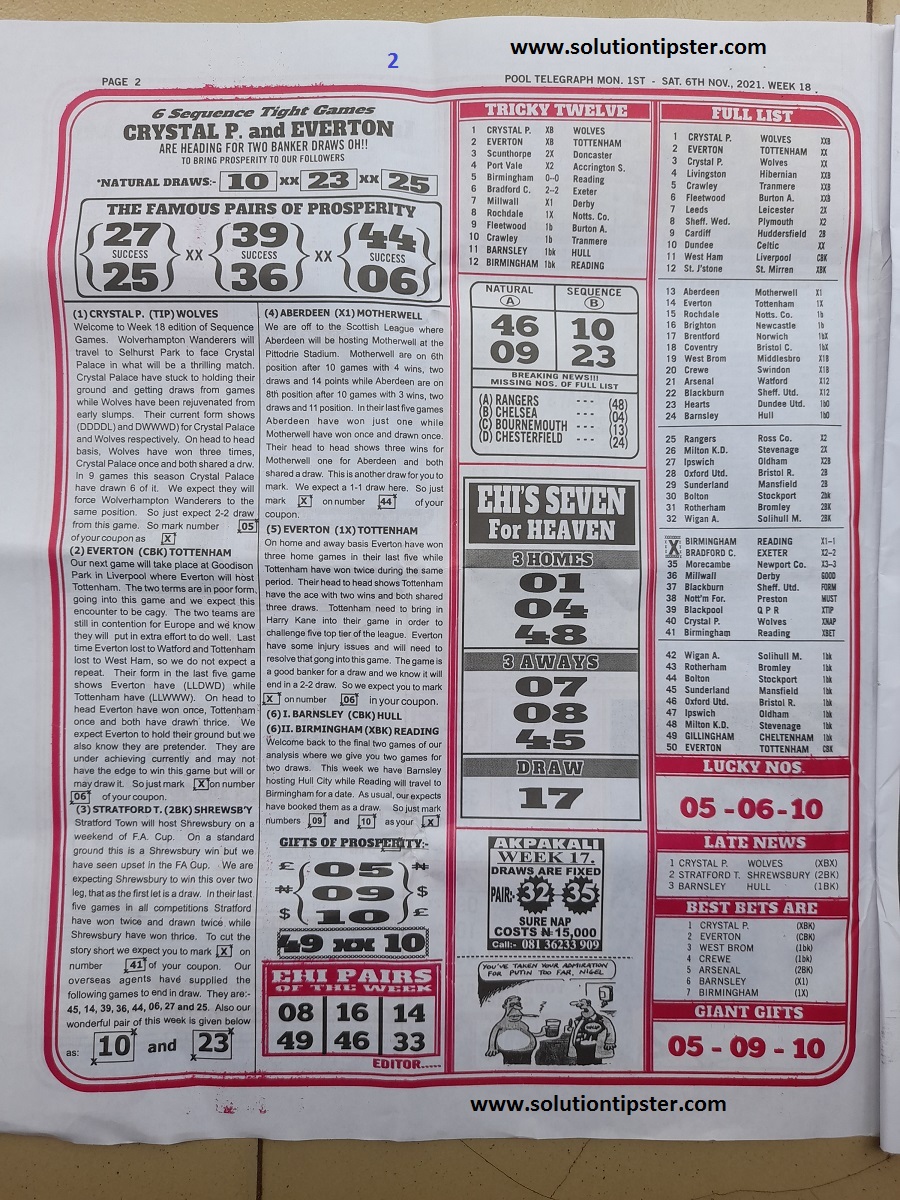 www.solutiontipster.com
2
PAGE 2
POOL TELEGRAPH MON. 1ST - SAT. 6TH NOV., 2021. WEEK 18
6 Sequence Tight Games
CRYSTAL P. and EVERTON
ARE HEADING FOR TWO BANKER DRAWS OH!!
TO BRING PROSPERITY TO OUR FOLLOWERS
*NATURAL DRAWS:- 10 xx 23 xx 25
THE FAMOUS PAIRS OF PROSPERITY
27 39 44
SUCCESS XX SUCCESS XX SUCCESS
25 36 06
(1) CRYSTAL P. (TIP) WOLVES
Welcome to Week 18 edition of Sequence
Games. Wolverhampton Wanderers will
travel to Selhurst Park to face Crystal
Palace in what will be a thrilling match.
Crystal Palace have stuck to holding their
ground and getting draws from games
while Wolves have been rejuvenated from
early slumps. Their current form shows
(DDDDL) and DWWWD) for Crystal Palace
and Wolves respectively. On head to head
basis, Wolves have won three times,
Crystal Palace once and both shared a drw.
In 9 games this season Crystal Palace
have drawn 6 of it. We expect they will
force Wolverhampton Wanderers to the
same position. So just expect 2-2 draw
from this game. So mark number 05
of your coupon as X
(2) EVERTON (CBK) TOTTENHAM
Our next game will take place at Goodison
Park in Liverpool where Everton will host
Tottenham. The two terms are in poor form,
going into this game and we expect this
encounter to be cagy. The two teams are
still in contention for Europe and we know
they will put in extra effort to do well. Last
time Everton lost to Watford and Tottenham
lost to West Ham, so we do not expect a
repeat. Their form in the last five game
shows Everton have (LLDWD) while
Tottenham have (LLWWW). On head to
head Everton have won once, Tottenham
once and both have drawh thrice. We
expect Everton to hold their ground but we
also know they are pretender. They are
under achieving currently and may not
have the edge to win this game but will or
may draw it. So just mark X on number
06 of your coupon.
(3) STRATFORD T. (2BK) SHREWSB'Y
Stratford Town will host Shrewsbury on a
weekend of F.A. Cup. On a standard
ground this is a Shrewsbury win but we
have seen upset in the FA Cup. We are
expecting Shrewsbury to win this over two
leg, that as the first let is a draw. In their last
five games in all competitions Stratford
have won twice and drawn twice while
Shrewsbury have won thrice. To cut the
story short we expect you to mark X on
number 41 of your coupon. Our
overseas agents have supplied the
following games to end in draw. They are:-
45, 14, 39, 36, 44, 06, 27 and 25. Also our
wonderful pair of this week is given below
as: 10 and 23
(4) ABERDEEN (X1) MOTHERWELL
We are off to the Scottish League where
Aberdeen will be hosting Motherwell at the
Pittodrie Stadium. Motherwell are on 6th
position after 10 games with 4 wins, two
draws and 14 points while Aberdeen are on
8th position after 10 games with 3 wins, two
draws and 11 position. In their last five games
Aberdeen have won just one while
Motherwell have won once and drawn once.
Their head to head shows three wins for
Motherwell one for Aberdeen and both
shared a draw. This is another draw for you to
mark. We expect a 1-1 draw here. So just
mark X on number 44 of your
coupon.
(5) EVERTON (1X) TOTTENHAM
On home and away basis Everton have won
three home games in their last five while
Tottenham have won twice during the same
period. Their head to head shows Tottenham
have the ace with two wins and both shared
three draws. Tottenham need to bring in
Harry Kane into their game in order to
challenge five top tier of the league. Everton
have some injury issues and will need to
resolve that gong into this game. The game is
a good banker for a draw and we know it will
end in a 2-2 draw. So we expect you to mark
X on number 06 in your coupon.
(6) I. BARNSLEY (CBK) HULL
(6)II. BIRMINGHAM (XBK) READING
Welcome back to the final two games of our
analysis where we give you two games for
two draws. This week we have Barnsley
hosting Hull City while Reading will travel to
Birmingham for a date. As usual, our expects
have booked them as a draw. So just mark
numbers 09 and 10 as your X
GIFTS OF PROSPERITY:-
£ 05 ₦
₦ 09 $
$ 10 £
49 xx 10
EHI PAIRS
OF THE WEEK
08 16 14
49 46 33
EDITOR.....
TRICKY TWELVE
1 CRYSTAL P. XB WOLVES
2 EVERTON XB TOTTENHAM
3 Scunthorpe 2X Doncaster
4 Port Vale X2 Accrington S.
5 Birmingham 0-0 Reading
6 Bradford C. 2-2 Exeter
7 Millwall X1 Derby
8 Rochdale 1X Notts. Co.
9 Fleetwood 1b Burton A.
10 Crawley 1b Tranmere
11 BARNSLEY 1bk HULL
12 BIRMINGHAM 1bk READING
NATURAL SEQUENCE
A B
46 10
09 23
BREAKING NEWS!!!
MISSING NOS. OF FULL LIST
(A) RANGERS - - - (48)
(B) CHELSEA - - - (04)
(C) BOURNEMOUTH - - - (13)
(D) CHESTERFIELD - - - (24)
EHI'S SEVEN
For HEAVEN
3 HOMES
01
04
48
3 AWAYS
07
08
45
DRAW
17
AKPAKALI
WEEK 17.
DRAWS ARE FIXED
PAIR:- 32 35
SURE NAP
COSTS ₦ 15,000
Call:- 081 36233 909
YOU'VE TAKEN YOUR ADMIRATION
FOR PUTIN TOO FAR, NIGEL
FULL LIST
1 CRYSTAL P. WOLVES XXB
2 EVERTON TOTTENHAM XX
3 Crystal P. Wolves XX
4 Livingston Hibernian XXB
5 Crawley Tranmere XXB
6 Fleetwood Burton A. XXB
7 Leeds Leicester 2X
8 Sheff. Wed. Plymouth X2
9 Cardiff Huddersfield 2B
10 Dundee Celtic XX
11 West Ham Liverpool CBK
12 St. J'stone St. Mirren XBK
13 Aberdeen Motherwell X1
14 Everton Tottenham 1X
15 Rochdale Notts. Co. 1b
16 Brighton Newcastle 1b
17 Brentford Norwich 1bX
18 Coventry Bristol C. 1bX
19 West Brom Middlesbro X1B
20 Crewe Swindon X1B
21 Arsenal Watford X12
22 Blackburn Sheff. Utd. X12
23 Hearts Dundee Utd. 1b0
24 Barnsley Hull 1b0
25 Rangers Ross Co. X2
26 Milton K.D. Stevenage 2X
27 Ipswich Oldham X2B
28 Oxford Utd. Bristol R. 2B
29 Sunderland Mansfield 2B
30 Bolton Stockport 2bk
31 Rotherham Bromley 2BK
32 Wigan A. Solihull M. 2BK
X BIRMINGHAM READING X1-1
BRADFORD C. EXETER X2-2
35 Morecambe Newport Co. X3-3
36 Millwall Derby GOOD
37 Blackburn Sheff. Utd. FORM
38 Nott'm For. Preston MUST
39 Blackpool Q P R XTIP
40 Crystal P. Wolves XNAP
41 Birmingham Reading XBET
42 Wigan A. Solihull M. 1bk
43 Rotherham Bromley 1bk
44 Bolton Stockport 1bk
45 Sunderland Mansfield 1bk
46 Oxford Utd. Bristol R. 1bk
47 Ipswich Oldham 1bk
48 Milton K.D. Stevenage 1bk
49 GILLINGHAM CHELTENHAM 1bk
50 EVERTON TOTTENHAM CBK
LUCKY NOS.
05 -06-10
LATE NEWS
1 CRYSTAL P. WOLVES (XBX)
2 STRATFORD T. SHREWSBURY (2BK)
3 BARNSLEY HULL (1BK)
BEST BETS ARE
1 CRYSTAL P. (XBK)
2 EVERTON (CBK)
3 WEST BROM (1bk)
4 CREWE (1bk)
5 ARSENAL (2BK)
6 BARNSLEY (X1)
7 BIRMINGHAM (1X)
GIANT GIFTS
05 - 09 - 10
www.solutiontipster.com